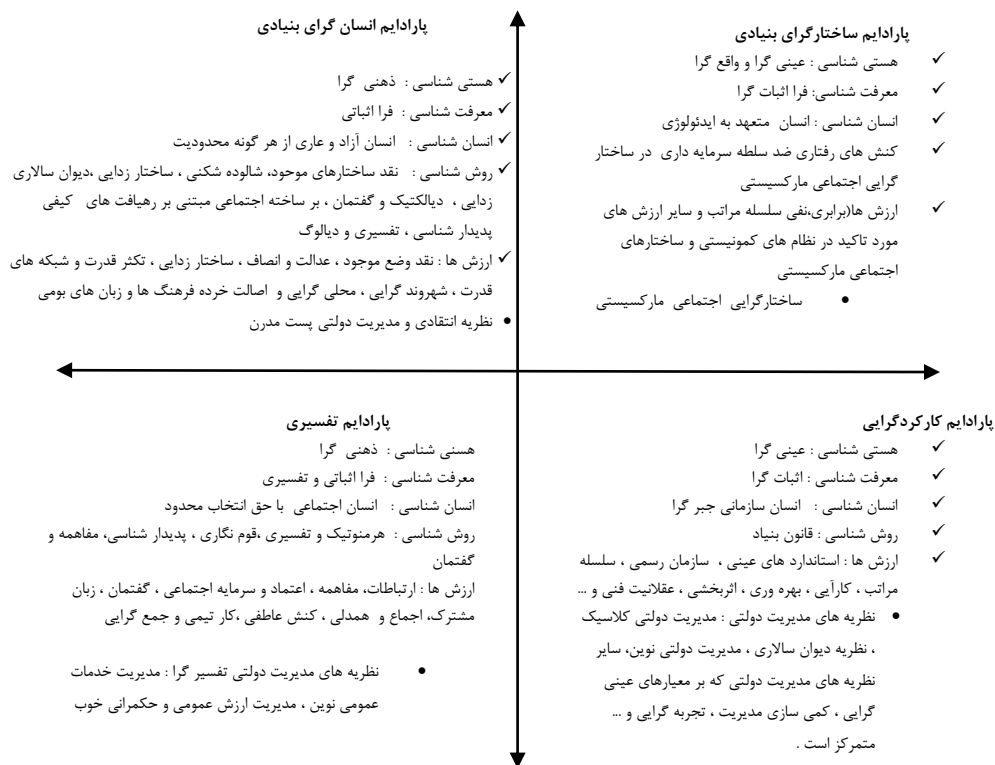 پارادایم ساختارگرای بنیادی
✓ هستی شناسی : عینی گرا و واقع گرا
✓ معرفت شناسی: فرا اثبات گرا
✓ انسان شناسی : انسان متعهد به ایدئولوژی
✓ کنش های رفتاری ضد سلطه سرمایه داری در ساختار
گرایی اجتماعی مارکسیستی
✓ ارزش ها(برابری،نفی سلسله مراتب و سایر ارزش های
مورد تاکید در نظام های کمونیستی و ساختارهای
اجتماعی مارکسیستی
• ساختارگرایی اجتماعی مارکسیستی
پارادایم انسان گرای بنیادی
✓ هستی شناسی : ذهنی گرا
✓ معرفت شناسی : فرا اثباتی
✓ انسان شناسی : انسان آزاد و عاری از هر گونه محدودیت
✓ روش شناسی : نقد ساختارهای موجود، شالوده شکنی ، ساختار زدایی ،دیوان سالاری
زدایی ، دیالکتیک و گفتمان ، بر ساخته اجتماعی مبتنی بر رهیافت های کیفی
پدیدار شناسی ، تفسیری و دیالوگ
✓ ارزش ها : نقد وضع موجود ، عدالت و انصاف ، ساختار زدایی ، تکثر قدرت و شبکه های
قدرت ، شهروند گرایی ، محلی گرایی و اصالت خرده فرهنگ ها و زبان های بومی
• نظریه انتقادی و مدیریت دولتی پست مدرن
پارادایم کارکردگرایی
✓ هستی شناسی : عینی گرا
✓ معرفت شناسی : اثبات گرا
✓ انسان شناسی : انسان سازمانی جبر گرا
✓ روش شناسی : قانون بنیاد
✓ ارزش ها : استاندارد های عینی ، سازمان رسمی ، سلسله
مراتب ، کارآیی ، بهره وری ، اثربخشی ، عقلانیت فنی و ...
• نظریه های مدیریت دولتی : مدیریت دولتی کلاسیک
، نظریه دیوان سالاری ، مدیریت دولتی نوین، سایر
نظریه های مدیریت دولتی که بر معیارهای عینی
گرایی ، کمی سازی مدیریت ، تجربه گرایی و ...
متمرکز است .
پارادایم تفسیری
هسنی شناسی : ذهنی گرا
معرفت شناسی : فرا اثباتی و تفسیری
انسان شناسی : انسان اجتماعی با حق انتخاب محدود
روش شناسی : هرمنوتیک و تفسیری ،قوم نگاری ، پدیدار شناسی، مفاهمه و
گفتمان
ارزش ها : ارتباطات، مفاهمه ، اعتماد و سرمایه اجتماعی ، گفتمان ، زبان
مشترک، اجماع و همدلی ، کنش عاطفی ،کار تیمی و جمع گرایی
• نظریه های مدیریت دولتی تفسیر گرا : مدیریت خدمات
عمومی نوین ، مدیریت ارزش عمومی و حکمرانی خوب